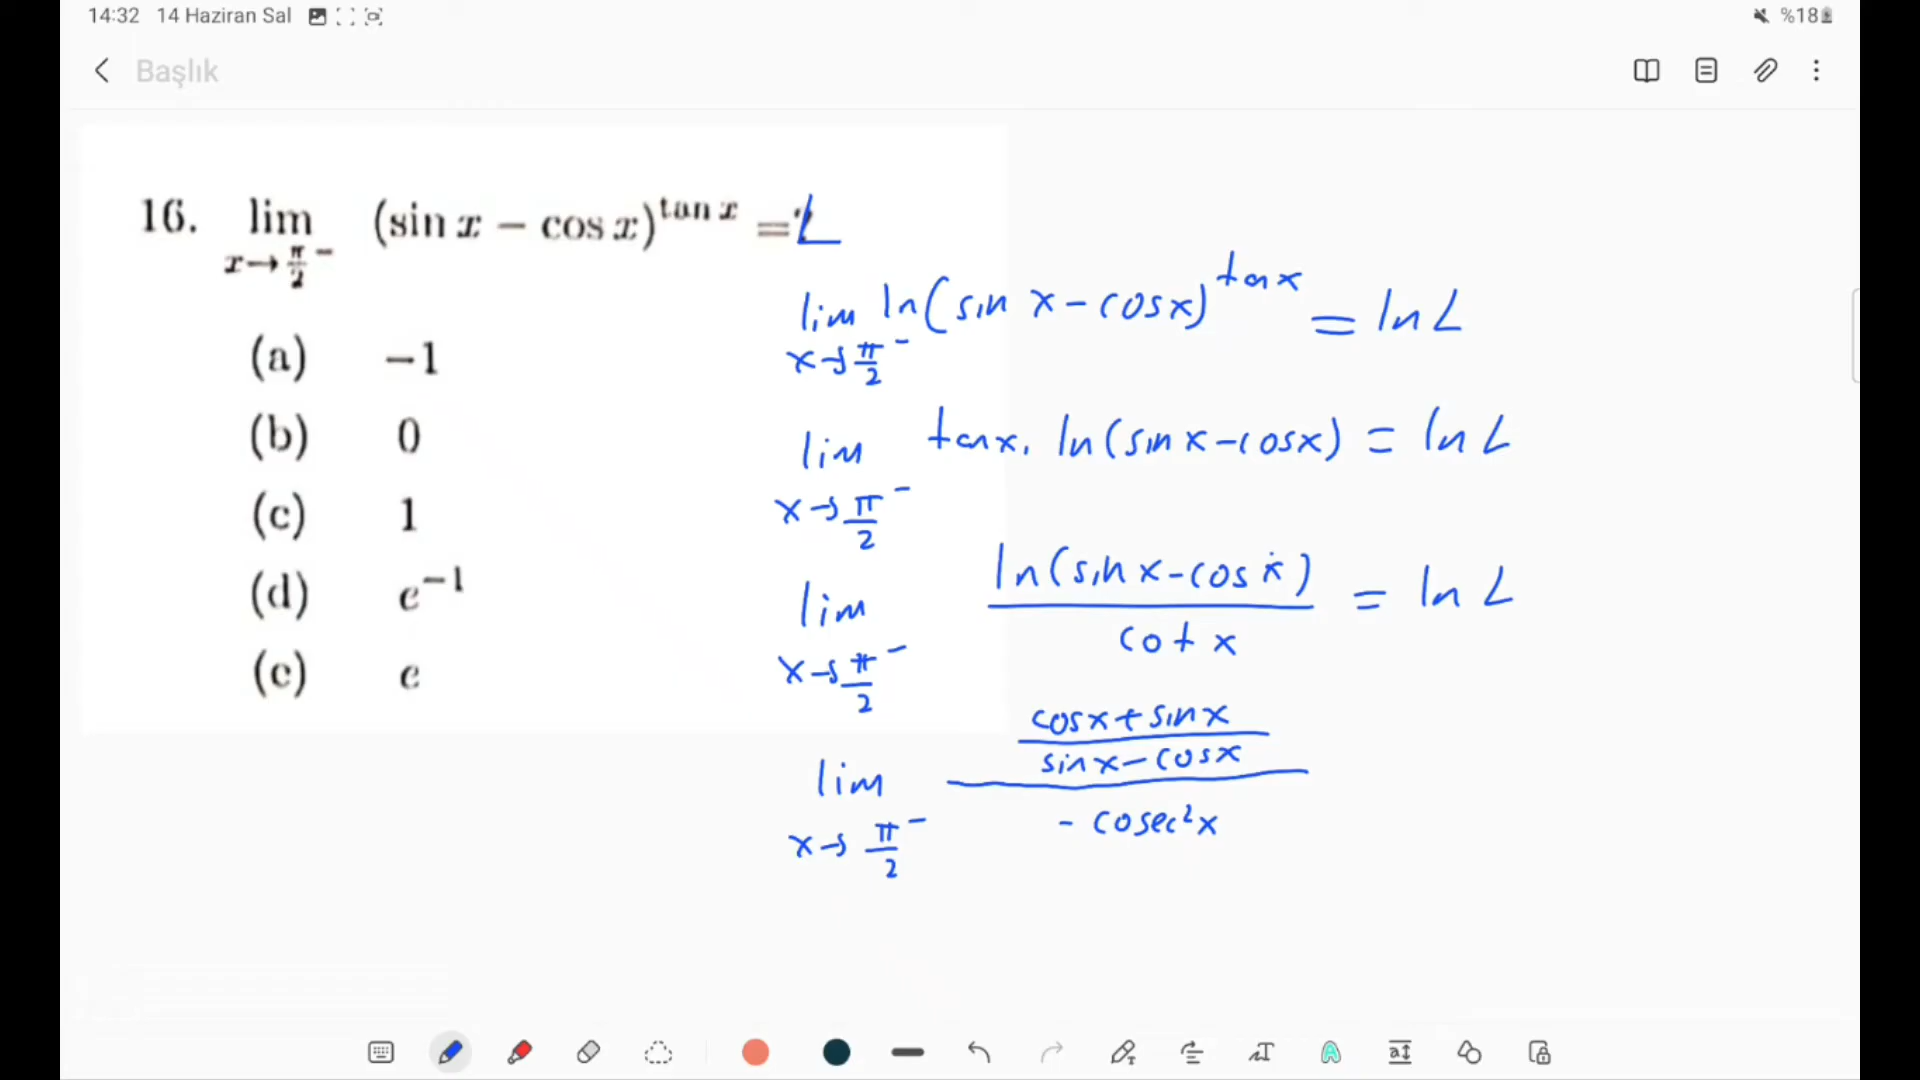 14:32 14 Haziran Sal %18
Başlık
16. lim x→π/2⁻ (sin x − cos x)^tan x = L
(a) −1
(b) 0
(c) 1
(d) e^−1
(e) e
lim x→π/2⁻ ln(sin x − cos x)^tan x = ln L
lim x→π/2⁻ tan x . ln(sin x − cos x) = ln L
lim x→π/2⁻ ln(sin x − cos x) / cot x = ln L
lim x→π/2⁻ ((cos x + sin x) / (sin x − cos x)) / (− cosec²x)